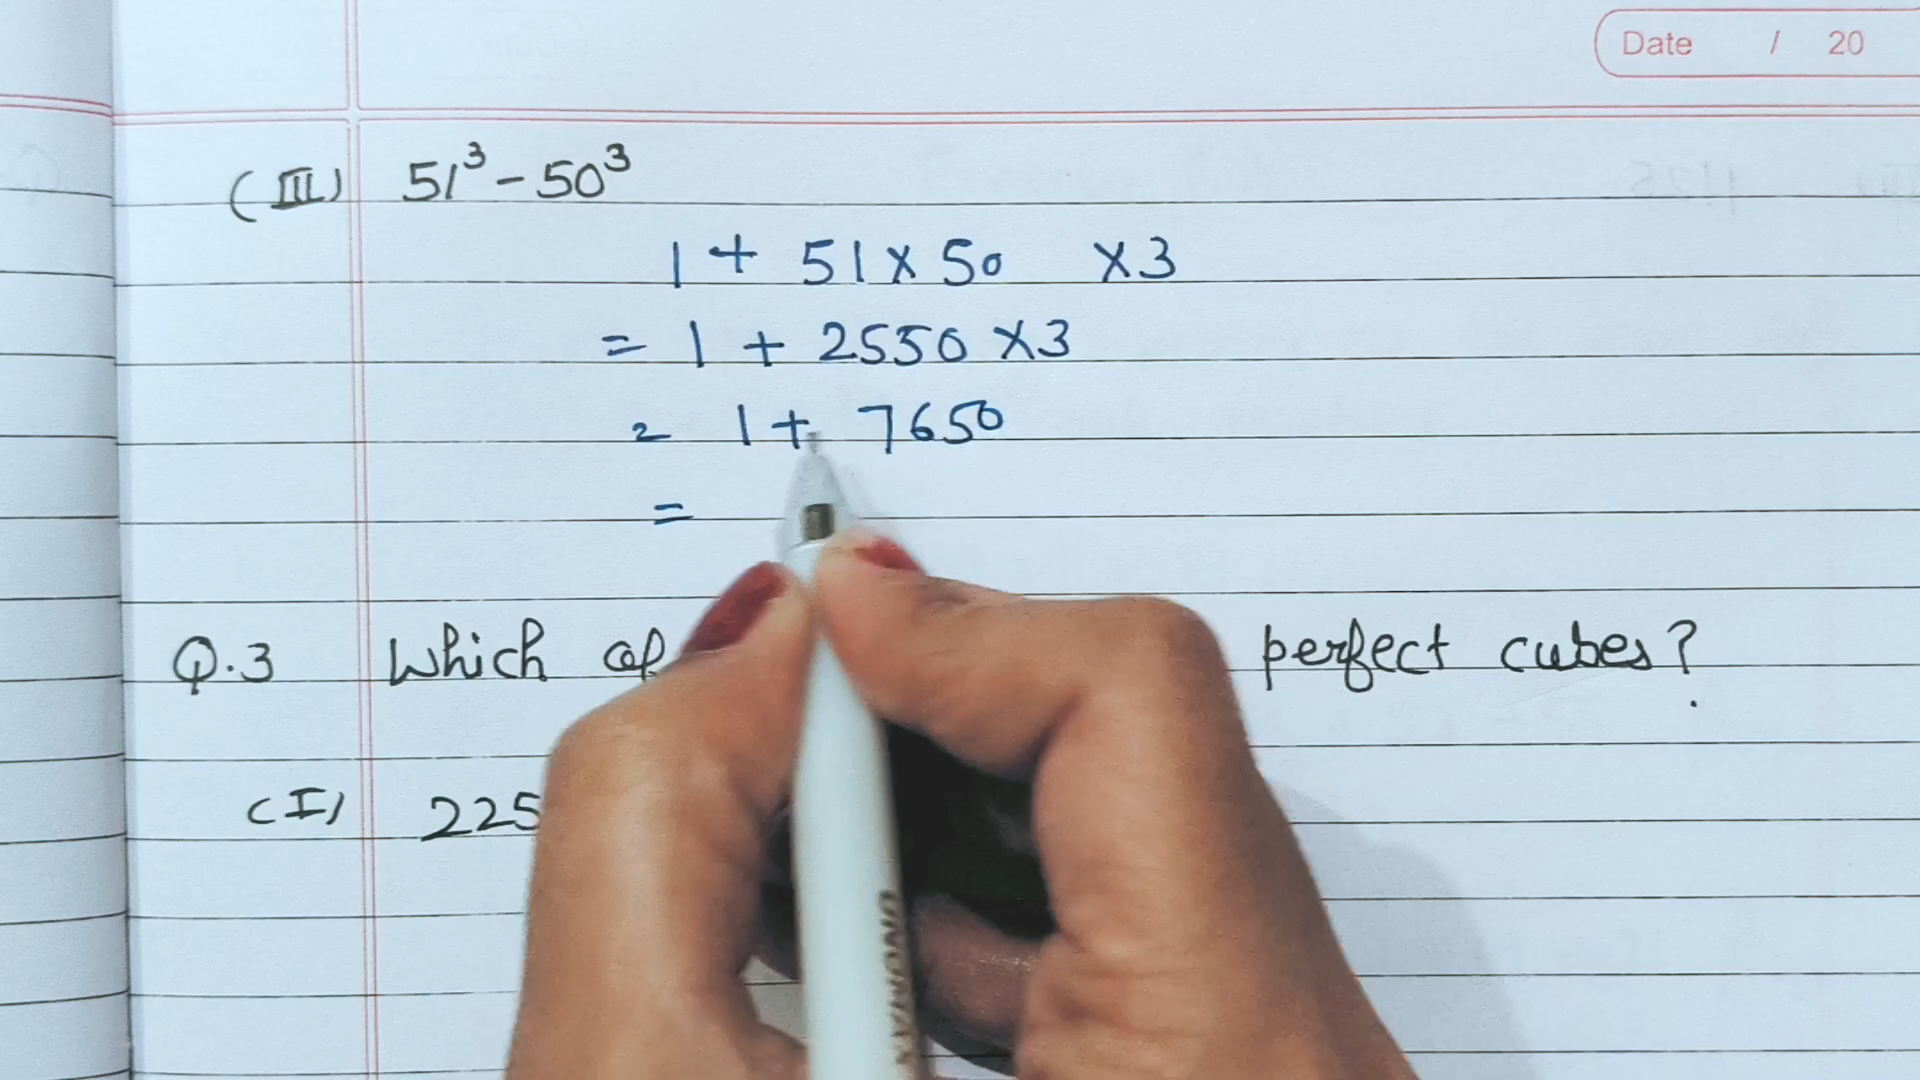 Date / 20
(III) 51³ - 50³
1 + 51 x 50 x 3
= 1 + 2550 x 3
= 1 + 7650
=
Q.3 Which of perfect cubes?
(I) 225